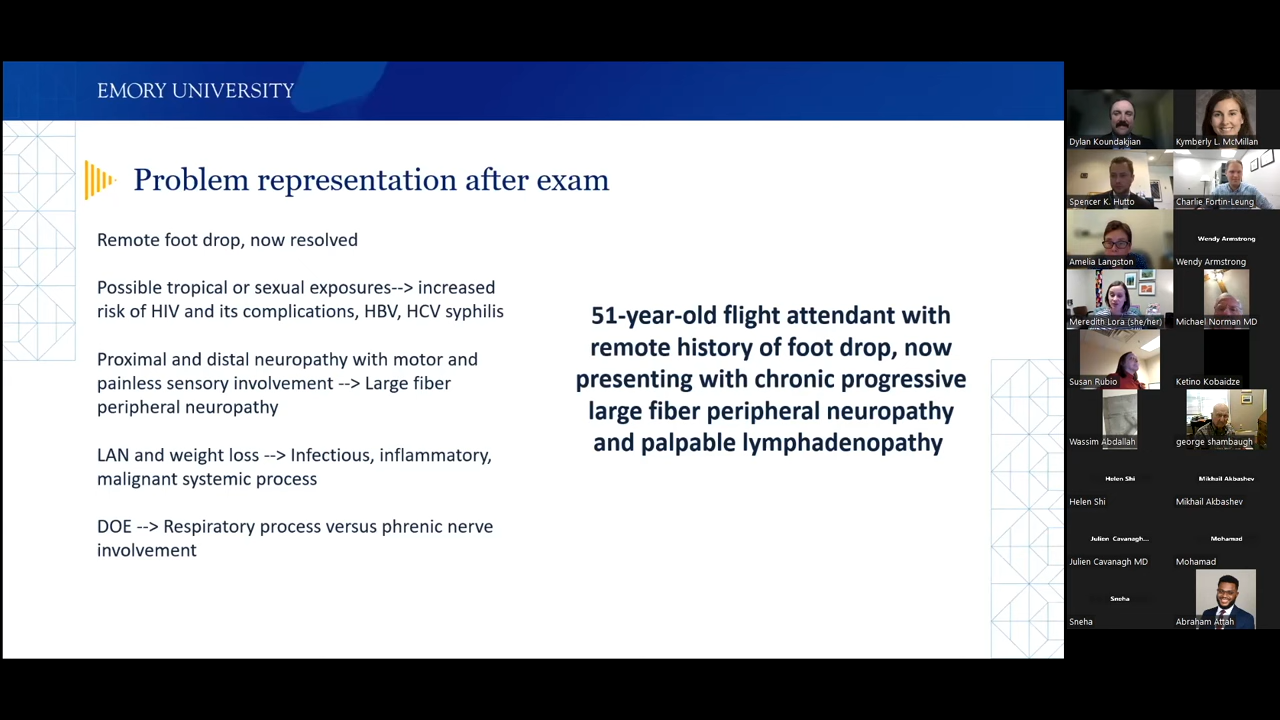 EMORY UNIVERSITY
Problem representation after exam
Remote foot drop, now resolved
Possible tropical or sexual exposures--> increased
risk of HIV and its complications, HBV, HCV syphilis
Proximal and distal neuropathy with motor and
painless sensory involvement --> Large fiber
peripheral neuropathy
LAN and weight loss --> Infectious, inflammatory,
malignant systemic process
DOE --> Respiratory process versus phrenic nerve
involvement
51-year-old flight attendant with
remote history of foot drop, now
presenting with chronic progressive
large fiber peripheral neuropathy
and palpable lymphadenopathy
Dylan Koundakjian
Kymberly L. McMillan
Spencer K. Hutto
Charlie Fortin-Leung
Amelia Langston
Wendy Armstrong
Wendy Armstrong
Meredith Lora (she/her)
Michael Norman MD
Susan Rubio
Ketino Kobaidze
Wassim Abdallah
george shambaugh
Helen Shi
Helen Shi
Mikhail Akbashev
Mikhail Akbashev
Julien Cavanagh...
Julien Cavanagh MD
Mohamad
Mohamad
Sneha
Sneha
Abraham Attah